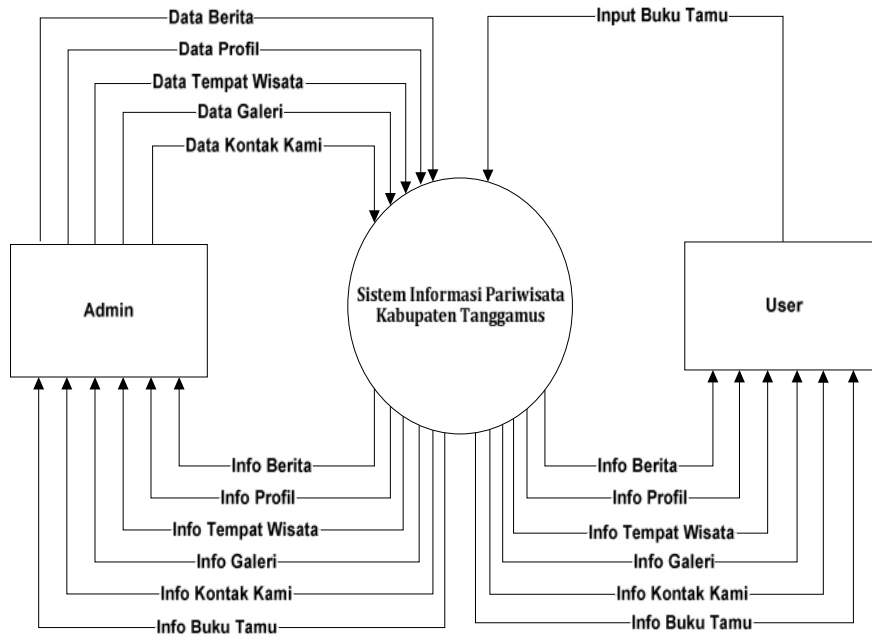 Data Berita
Data Profil
Data Tempat Wisata
Data Galeri
Data Kontak Kami
Input Buku Tamu
Admin
Sistem Informasi Pariwisata
Kabupaten Tanggamus
User
Info Berita
Info Profil
Info Tempat Wisata
Info Galeri
Info Kontak Kami
Info Buku Tamu
Info Berita
Info Profil
Info Tempat Wisata
Info Galeri
Info Kontak Kami
Info Buku Tamu